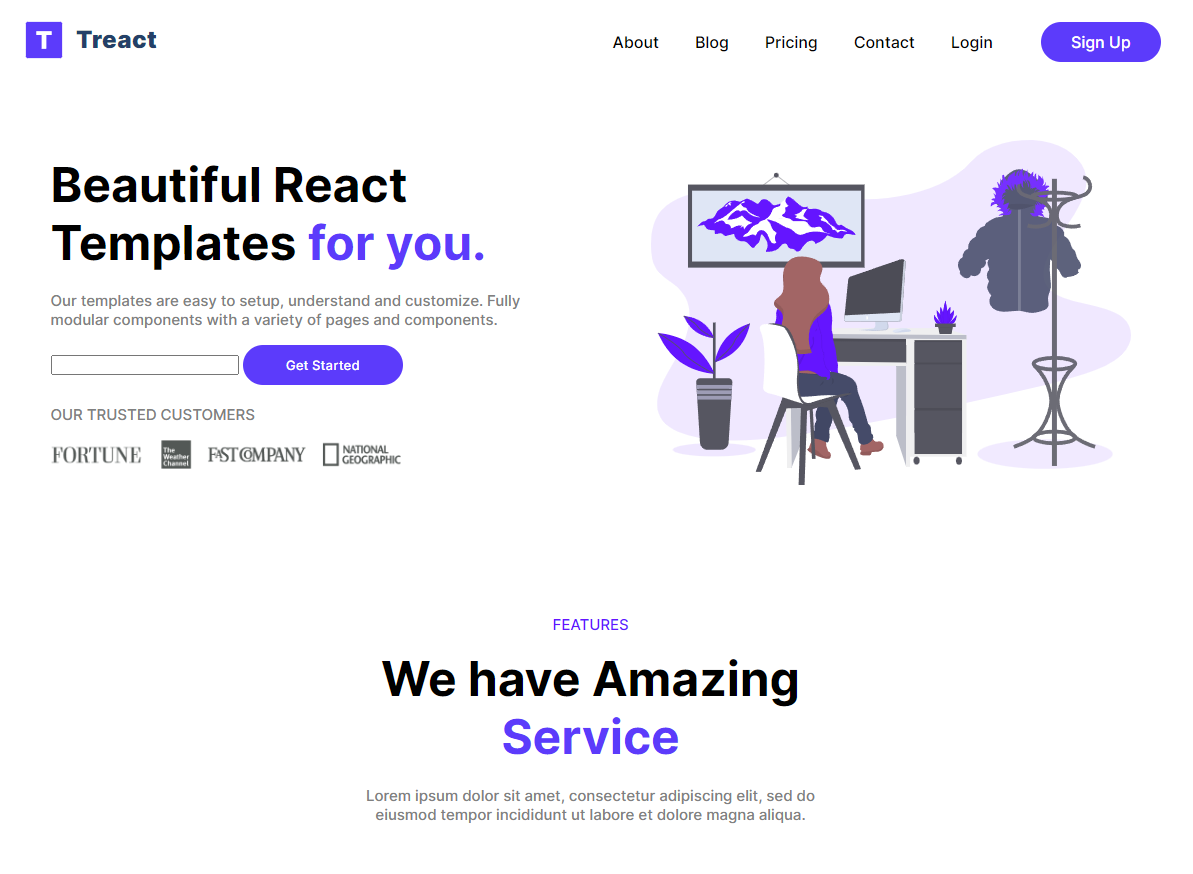 T Treact
About Blog Pricing Contact Login Sign Up
Beautiful React
Templates for you.
Our templates are easy to setup, understand and customize. Fully
modular components with a variety of pages and components.
Get Started
OUR TRUSTED CUSTOMERS
FORTUNE
The
Weather
Channel
FAST COMPANY
NATIONAL
GEOGRAPHIC
FEATURES
We have Amazing
Service
Lorem ipsum dolor sit amet, consectetur adipiscing elit, sed do
eiusmod tempor incididunt ut labore et dolore magna aliqua.